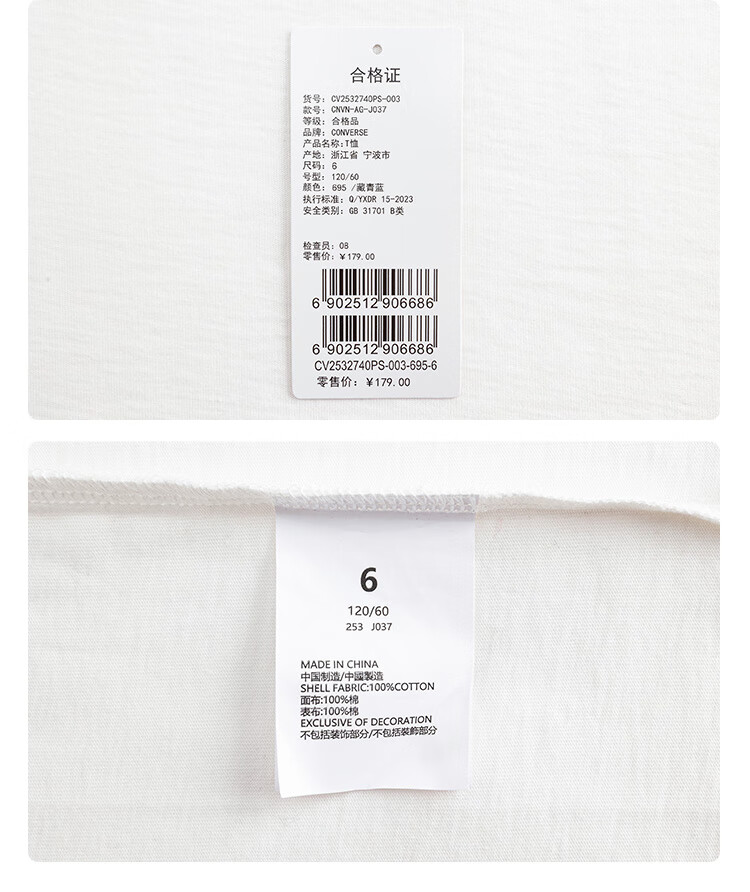 合格证
货号: CV2532740PS-003
款号: CNVN-AG-J037
等级: 合格品
品牌: CONVERSE
产品名称: T恤
产地: 浙江省 宁波市
尺码: 6
号型: 120/60
颜色: 695 /藏青蓝
执行标准: Q/YXDR 15-2023
安全类别: GB 31701 B类
检查员: 08
零售价: ¥179.00
6 902512 906686
6 902512 906686
CV2532740PS-003-695-6
零售价: ¥179.00
6
120/60
253 J037
MADE IN CHINA
中国制造/中國製造
SHELL FABRIC:100%COTTON
面布:100%棉
表布:100%棉
EXCLUSIVE OF DECORATION
不包括装饰部分/不包括裝飾部分